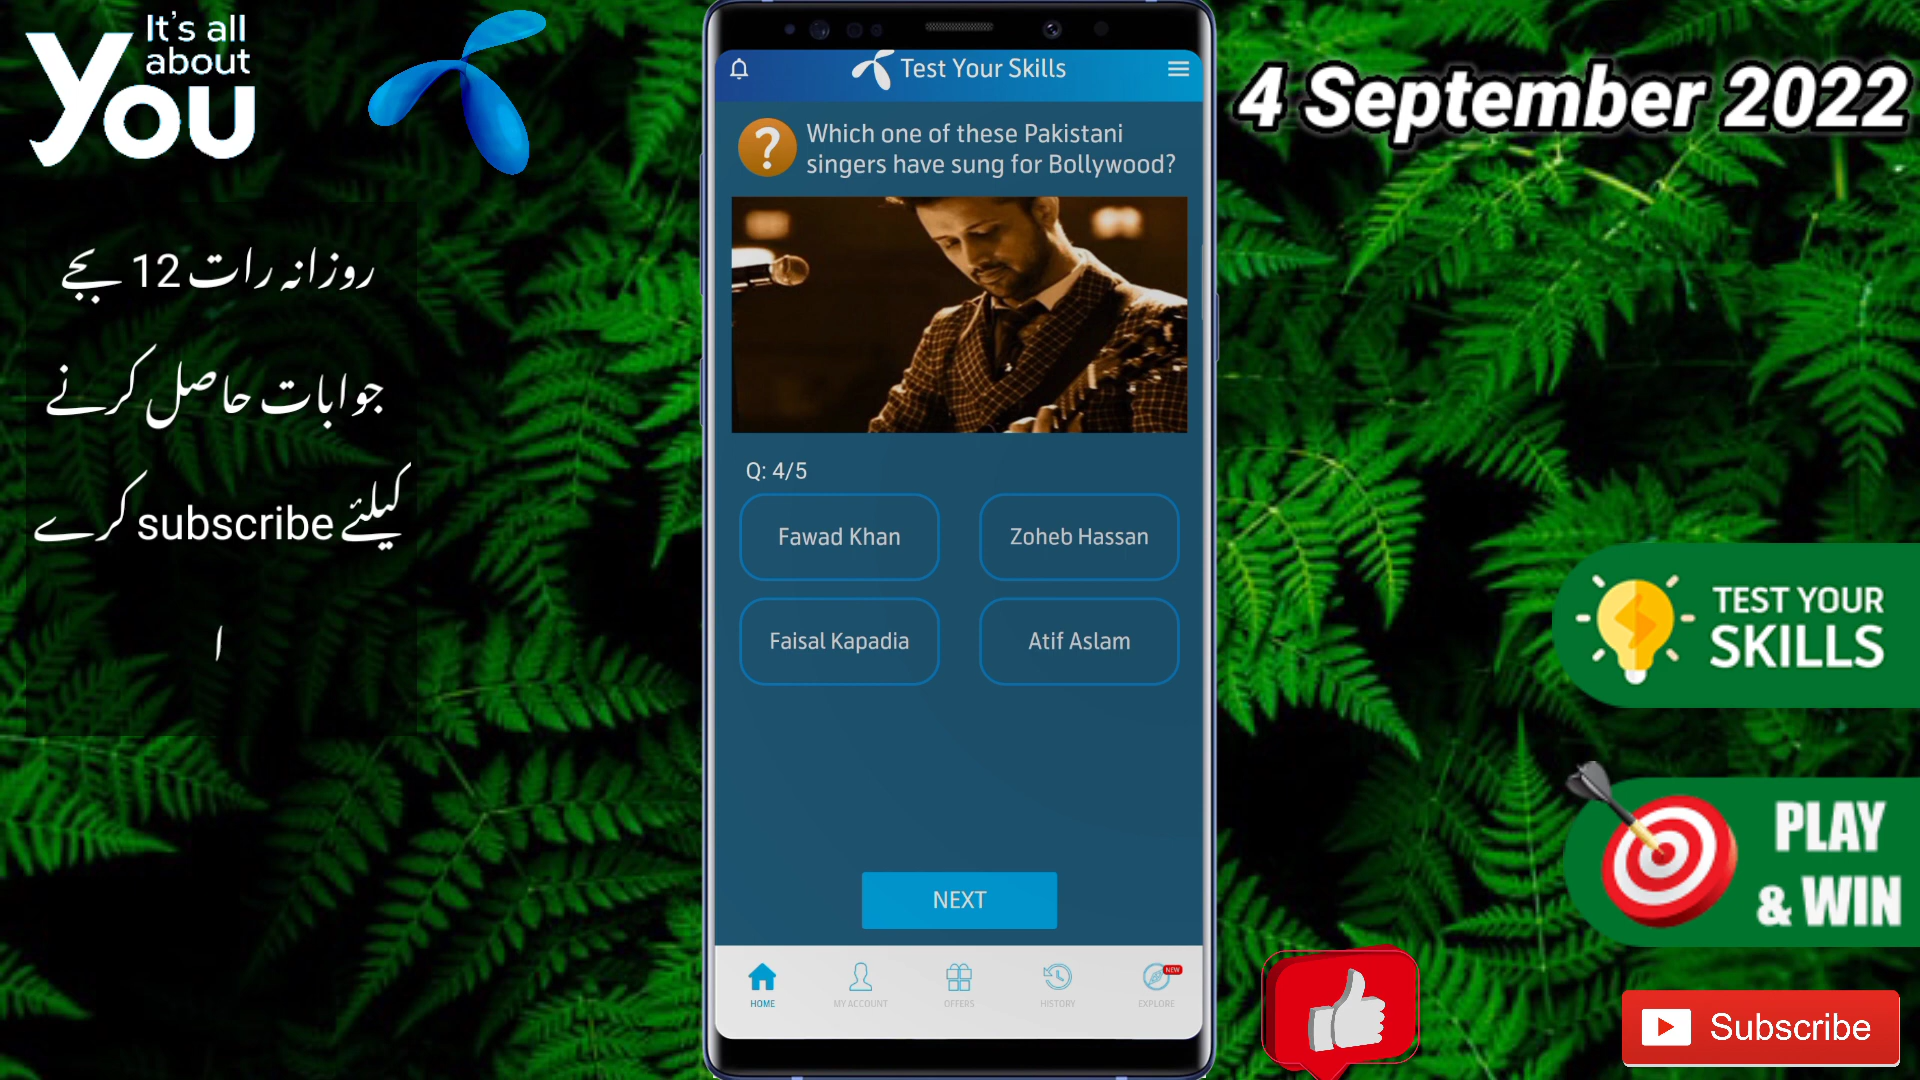 It's all
about
You
4 September 2022
Test Your Skills
?
Which one of these Pakistani
singers have sung for Bollywood?
روزانہ رات 12 بجے
جوابات حاصل کرنے
کیلئے subscribe کرے
ا
Q: 4/5
Fawad Khan
Zoheb Hassan
Faisal Kapadia
Atif Aslam
NEXT
HOME
MY ACCOUNT
OFFERS
HISTORY
EXPLORE
NEW
TEST YOUR
SKILLS
PLAY
& WIN
Subscribe